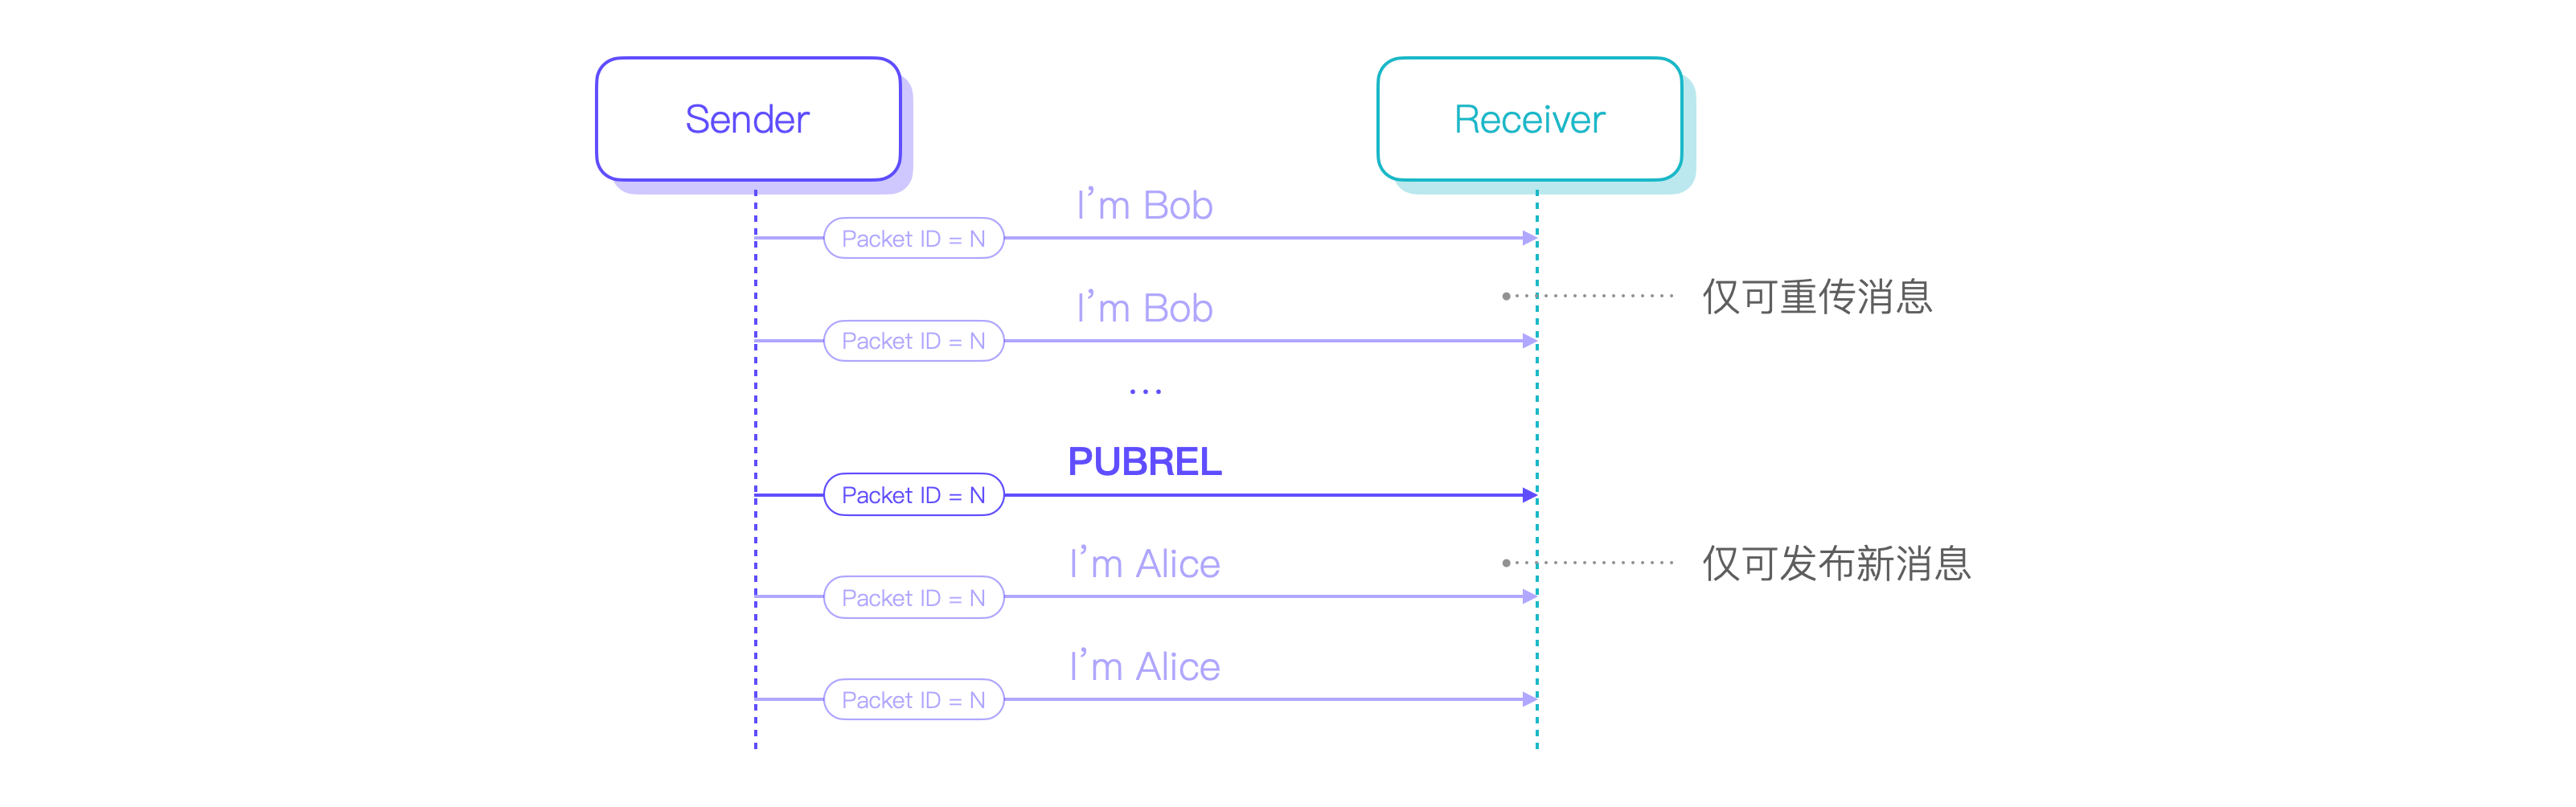 Sender
Receiver
I'm Bob
Packet ID = N
仅可重传消息
I'm Bob
Packet ID = N
...
PUBREL
Packet ID = N
I'm Alice
仅可发布新消息
Packet ID = N
I'm Alice
Packet ID = N